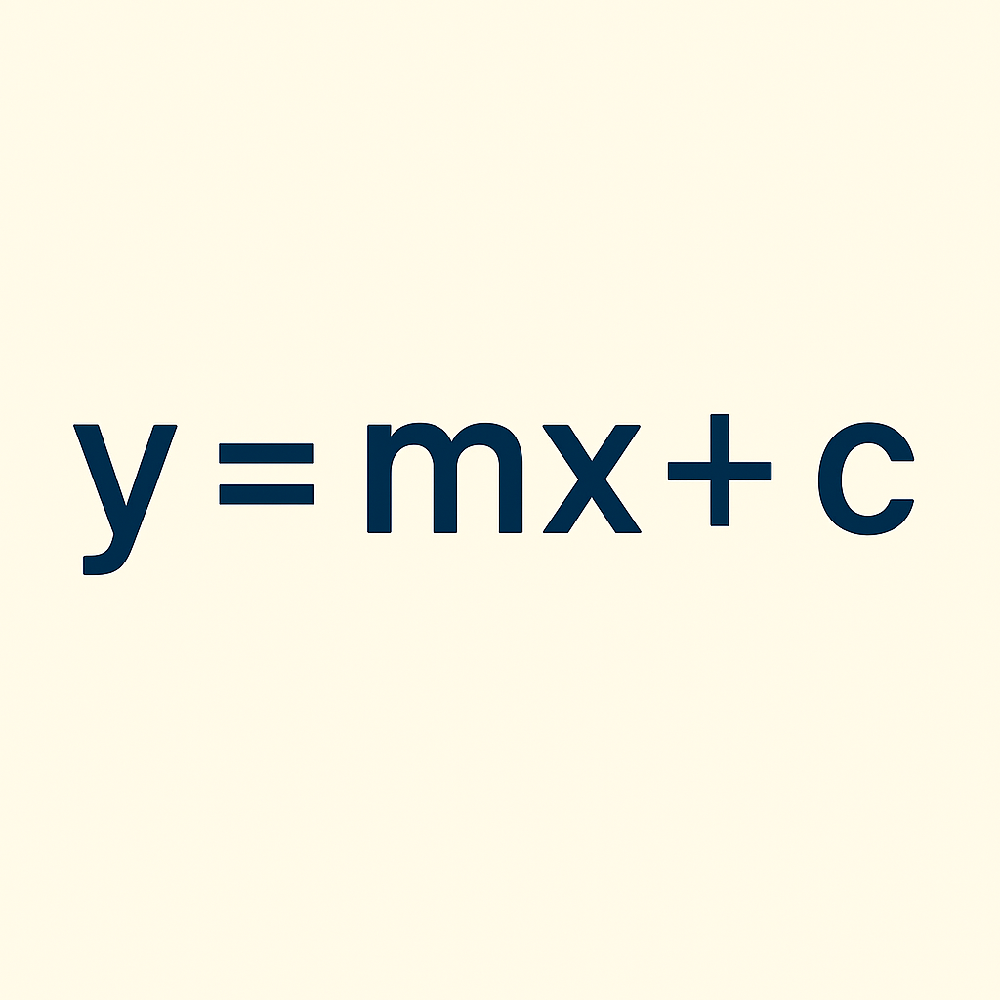 y = mx + c